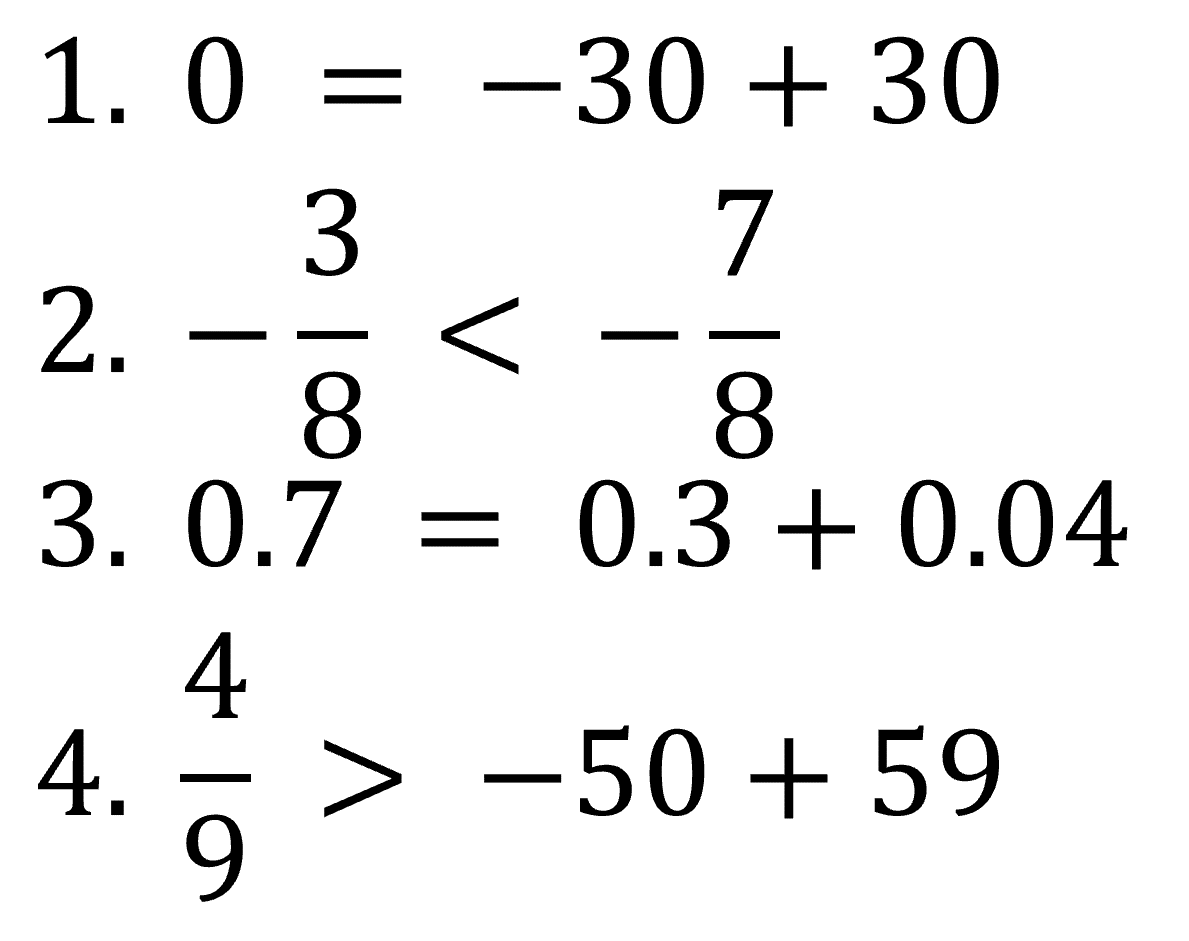 1. 0 = −30 + 30
2. −3/8 < −7/8
3. 0.7 = 0.3 + 0.04
4. 4/9 > −50 + 59